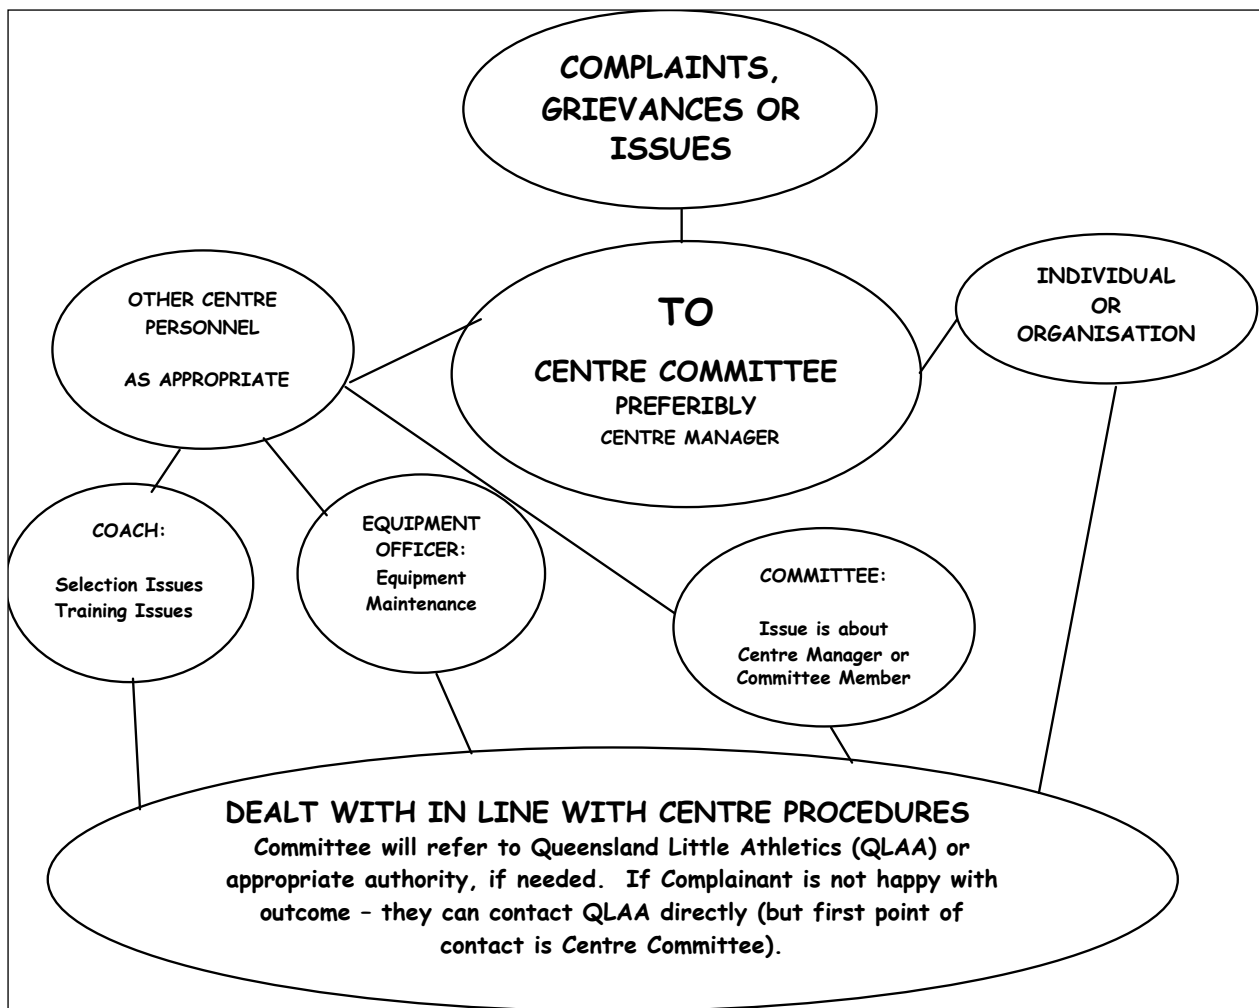 COMPLAINTS,
GRIEVANCES OR
ISSUES
TO
CENTRE COMMITTEE
PREFERIBLY
CENTRE MANAGER
INDIVIDUAL
OR
ORGANISATION
OTHER CENTRE
PERSONNEL
AS APPROPRIATE
COACH:
Selection Issues
Training Issues
EQUIPMENT
OFFICER:
Equipment
Maintenance
COMMITTEE:
Issue is about
Centre Manager or
Committee Member
DEALT WITH IN LINE WITH CENTRE PROCEDURES
Committee will refer to Queensland Little Athletics (QLAA) or
appropriate authority, if needed.  If Complainant is not happy with
outcome – they can contact QLAA directly (but first point of
contact is Centre Committee).